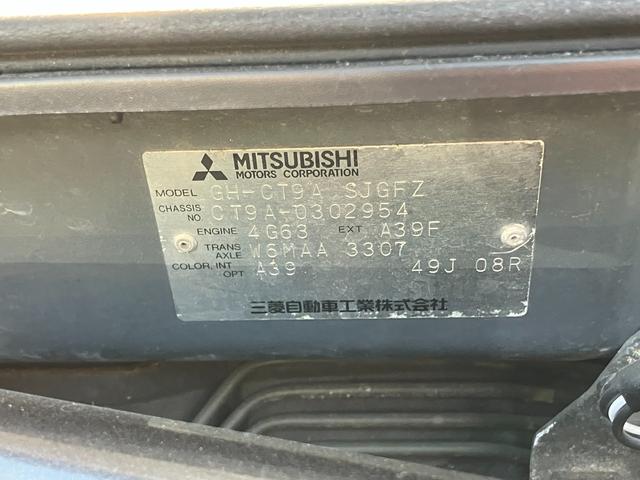 MITSUBISHI
MOTORS CORPORATION
MODEL GH-CT9A SJGFZ
CHASSIS NO. CT9A-0302954
ENGINE 4G63 EXT A39F
TRANS AXLE W6MAA 3307
COLOR, INT OPT A39 49J 08R
三菱自動車工業株式会社